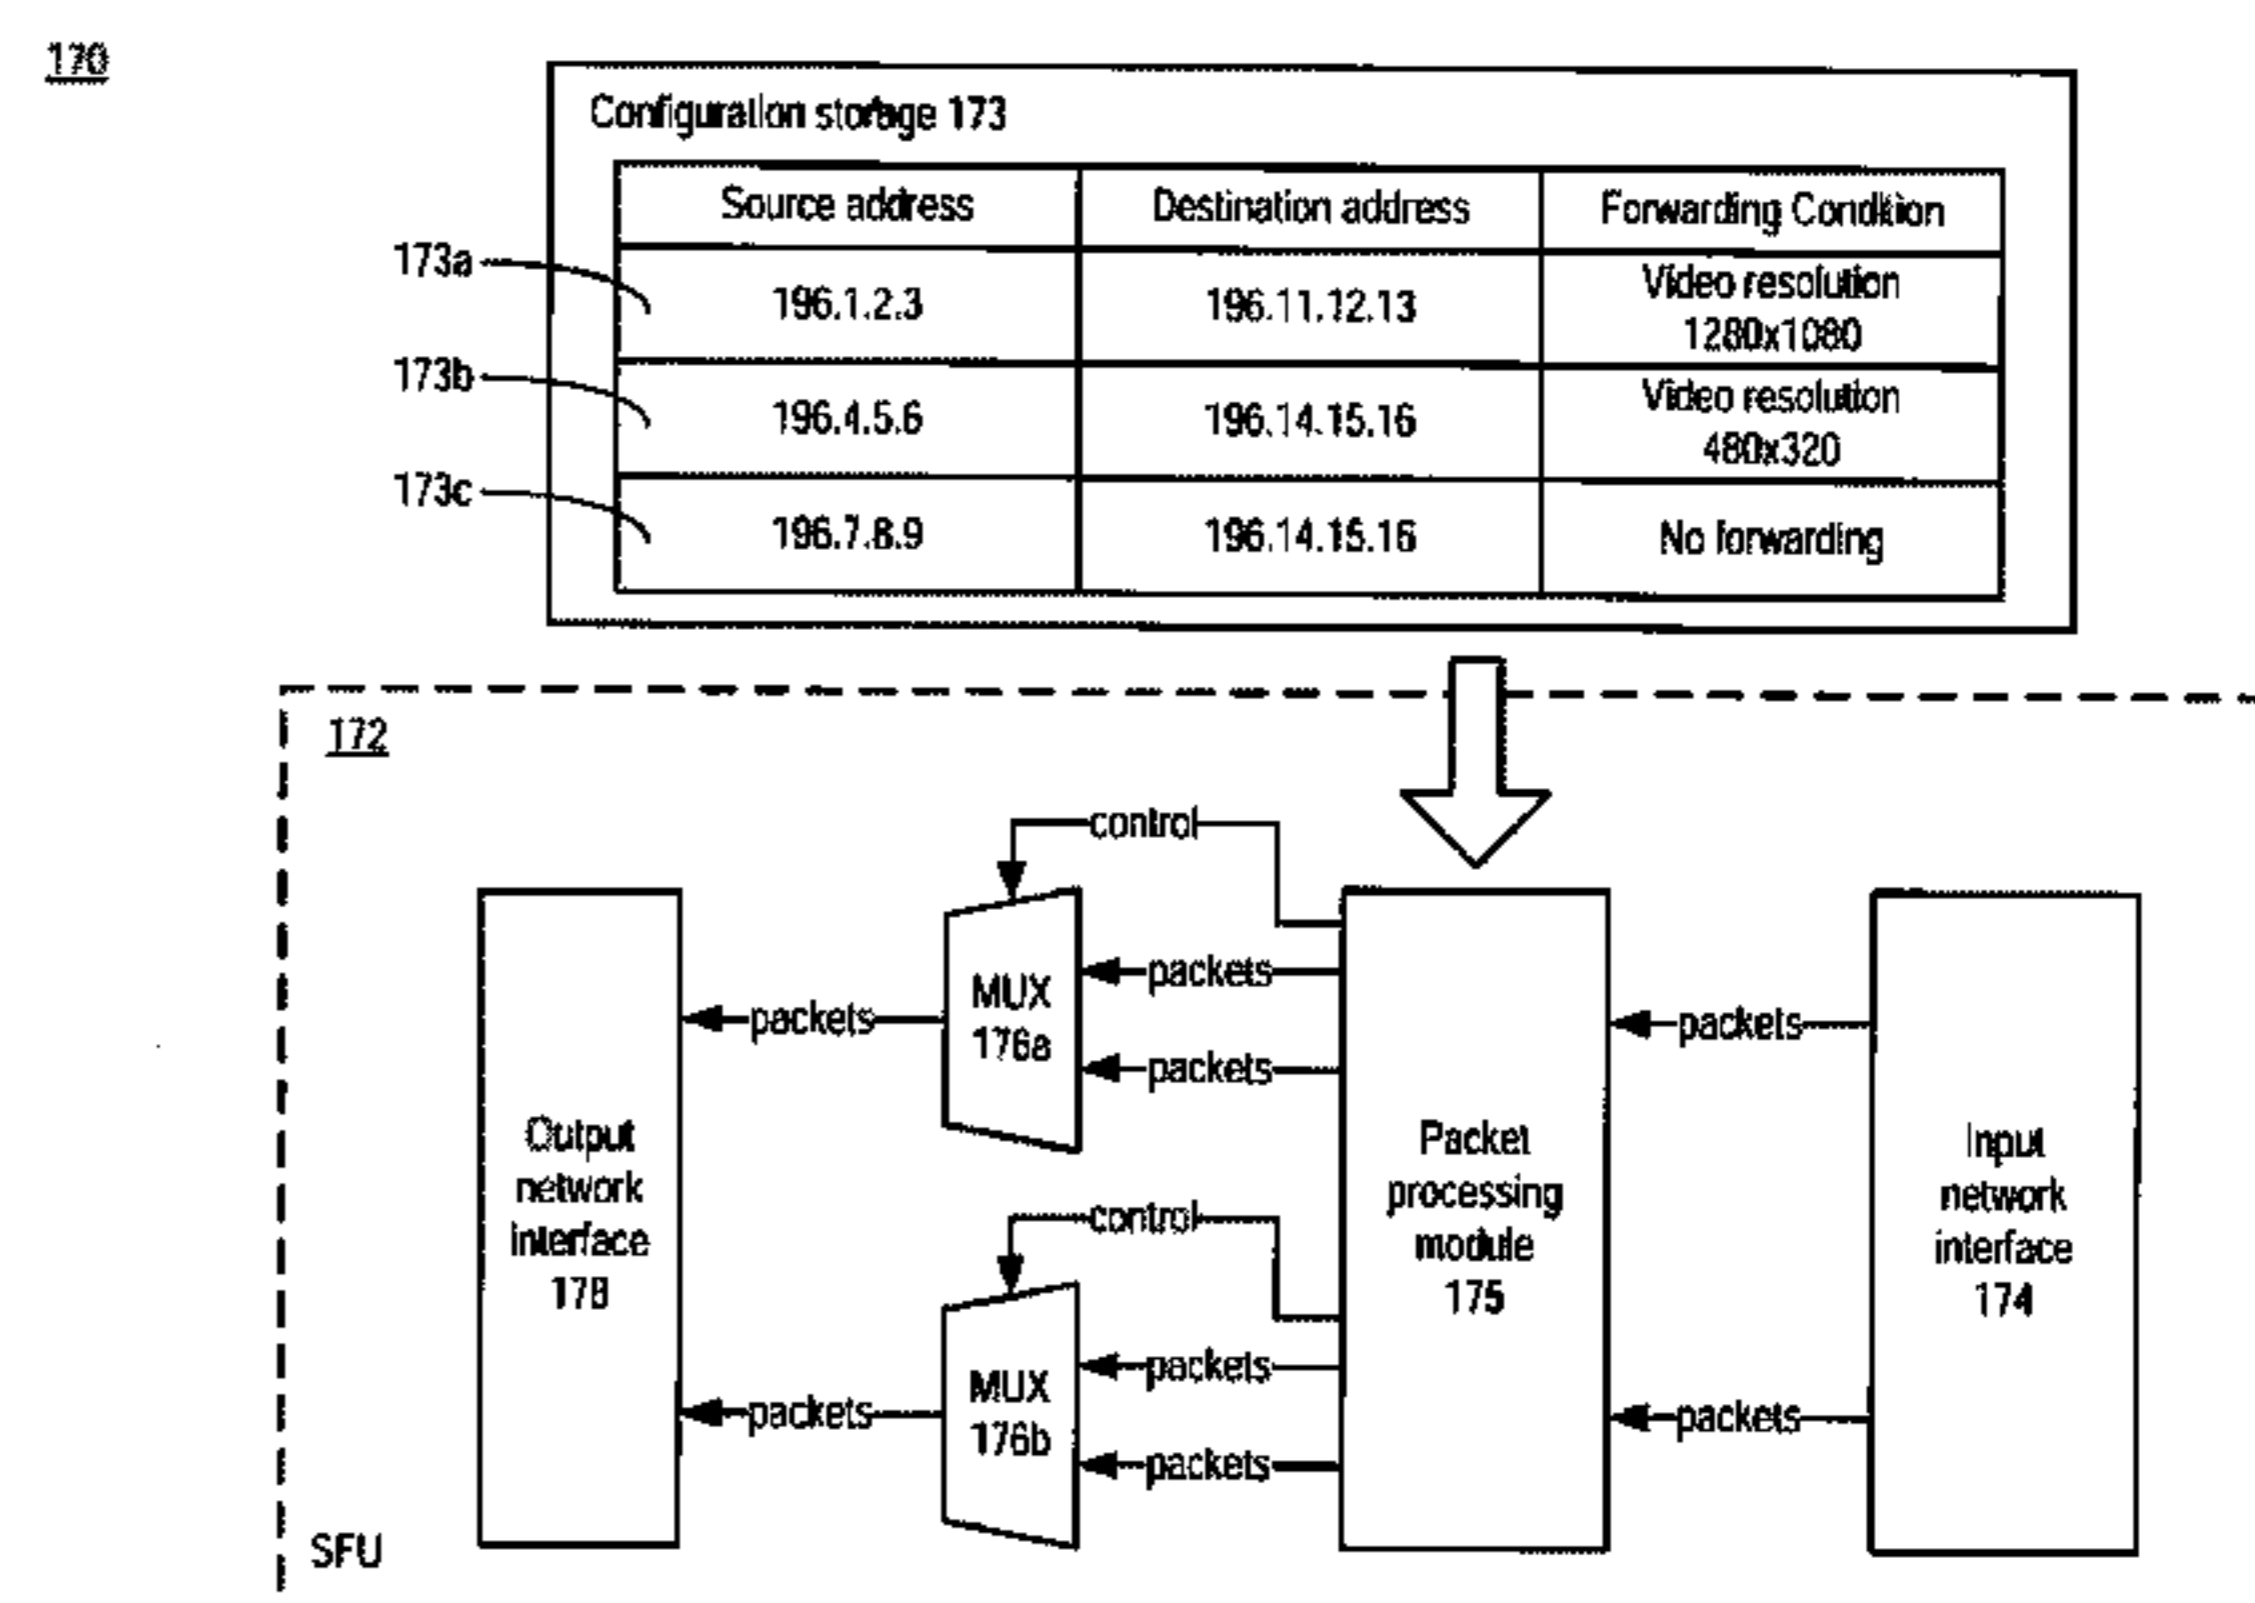 170
Configuration storage 173
Source address Destination address Forwarding Condition
173a 196.1.2.3 196.11.12.13 Video resolution
1280x1080
173b 196.4.5.6 196.14.15.16 Video resolution
480x320
173c 196.7.8.9 196.14.15.16 No forwarding
172
control
packets
packets
MUX
176a
packets
packets
packets
Output
network
interface
178
Packet
processing
module
175
Input
network
interface
174
control
packets
packets
MUX
176b
packets
packets
SFU